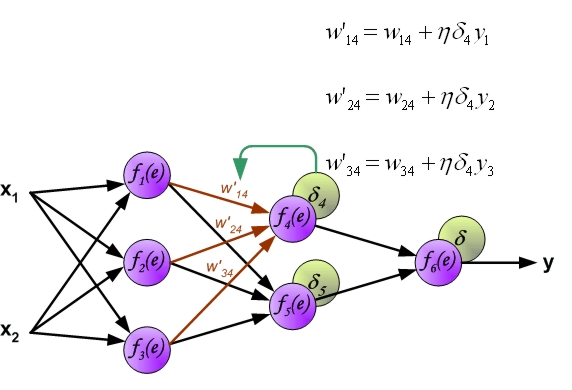 w'₁₄ = w₁₄ + ηδ₄y₁
w'₂₄ = w₂₄ + ηδ₄y₂
w'₃₄ = w₃₄ + ηδ₄y₃
x₁
x₂
f₁(e)
f₂(e)
f₃(e)
w'₁₄
w'₂₄
w'₃₄
δ₄
f₄(e)
δ₅
f₅(e)
δ
f₆(e)
y